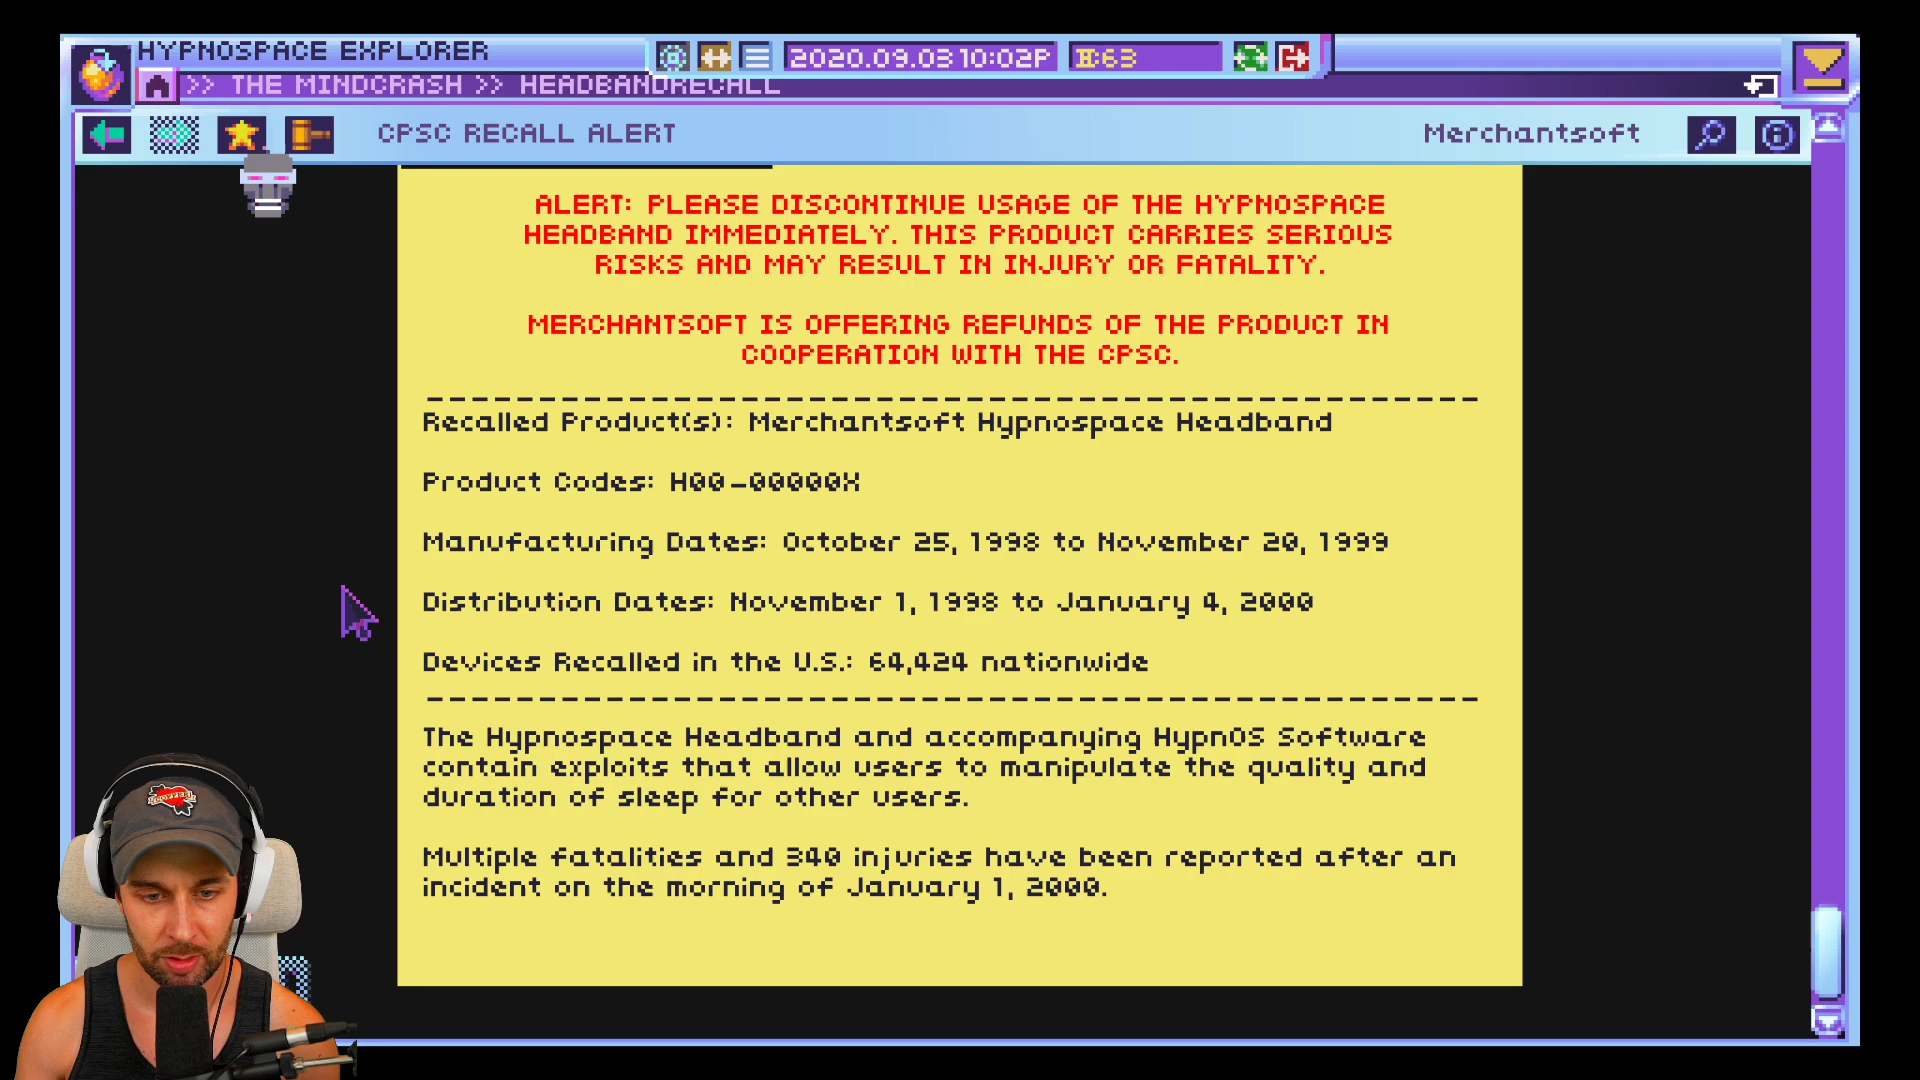 HYPNOSPACE EXPLORER
2020.09.03 10:02P
63
>> THE MINDCRASH >> HEADBANDRECALL
CPSC RECALL ALERT
Merchantsoft
ALERT: PLEASE DISCONTINUE USAGE OF THE HYPNOSPACE
HEADBAND IMMEDIATELY. THIS PRODUCT CARRIES SERIOUS
RISKS AND MAY RESULT IN INJURY OR FATALITY.
MERCHANTSOFT IS OFFERING REFUNDS OF THE PRODUCT IN
COOPERATION WITH THE CPSC.
Recalled Product(s): Merchantsoft Hypnospace Headband
Product Codes: H00-00000X
Manufacturing Dates: October 25, 1998 to November 20, 1999
Distribution Dates: November 1, 1998 to January 4, 2000
Devices Recalled in the U.S.: 64,424 nationwide
The Hypnospace Headband and accompanying HypnOS Software
contain exploits that allow users to manipulate the quality and
duration of sleep for other users.
Multiple fatalities and 340 injuries have been reported after an
incident on the morning of January 1, 2000.